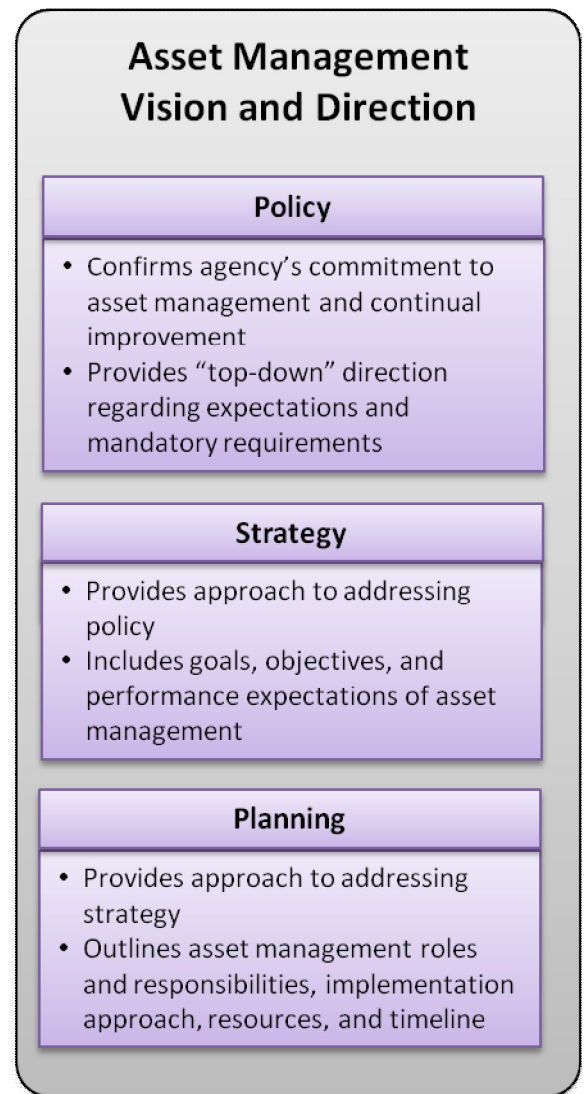 Asset Management
Vision and Direction
Policy
• Confirms agency’s commitment to
asset management and continual
improvement
• Provides “top-down” direction
regarding expectations and
mandatory requirements
Strategy
• Provides approach to addressing
policy
• Includes goals, objectives, and
performance expectations of asset
management
Planning
• Provides approach to addressing
strategy
• Outlines asset management roles
and responsibilities, implementation
approach, resources, and timeline